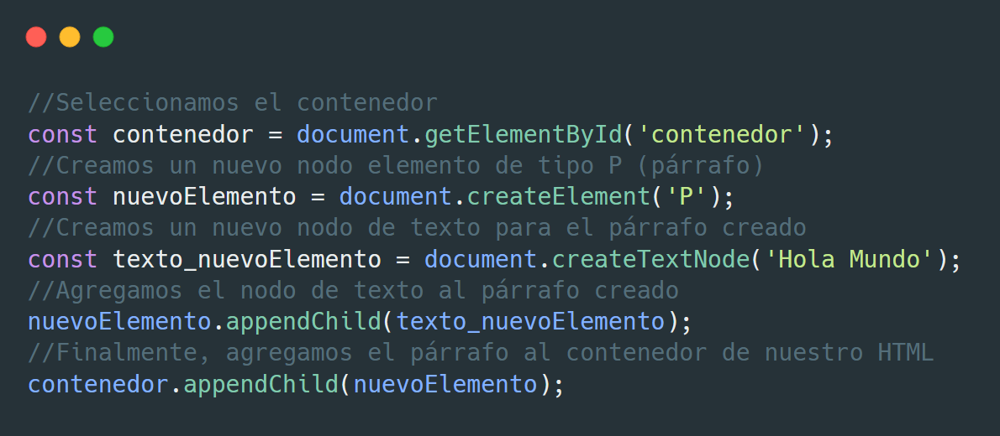 //Seleccionamos el contenedor
const contenedor = document.getElementById('contenedor');
//Creamos un nuevo nodo elemento de tipo P (párrafo)
const nuevoElemento = document.createElement('P');
//Creamos un nuevo nodo de texto para el párrafo creado
const texto_nuevoElemento = document.createTextNode('Hola Mundo');
//Agregamos el nodo de texto al párrafo creado
nuevoElemento.appendChild(texto_nuevoElemento);
//Finalmente, agregamos el párrafo al contenedor de nuestro HTML
contenedor.appendChild(nuevoElemento);